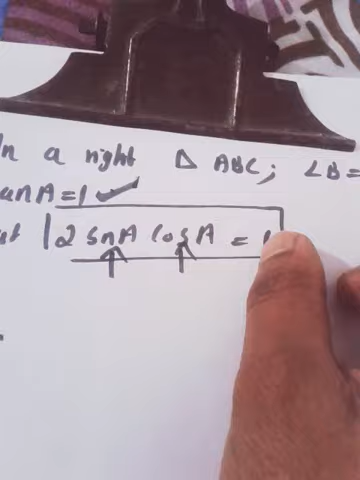 In a right Δ ABC; ∠B=
tanA=1 ✓
2 sinA cosA = 1